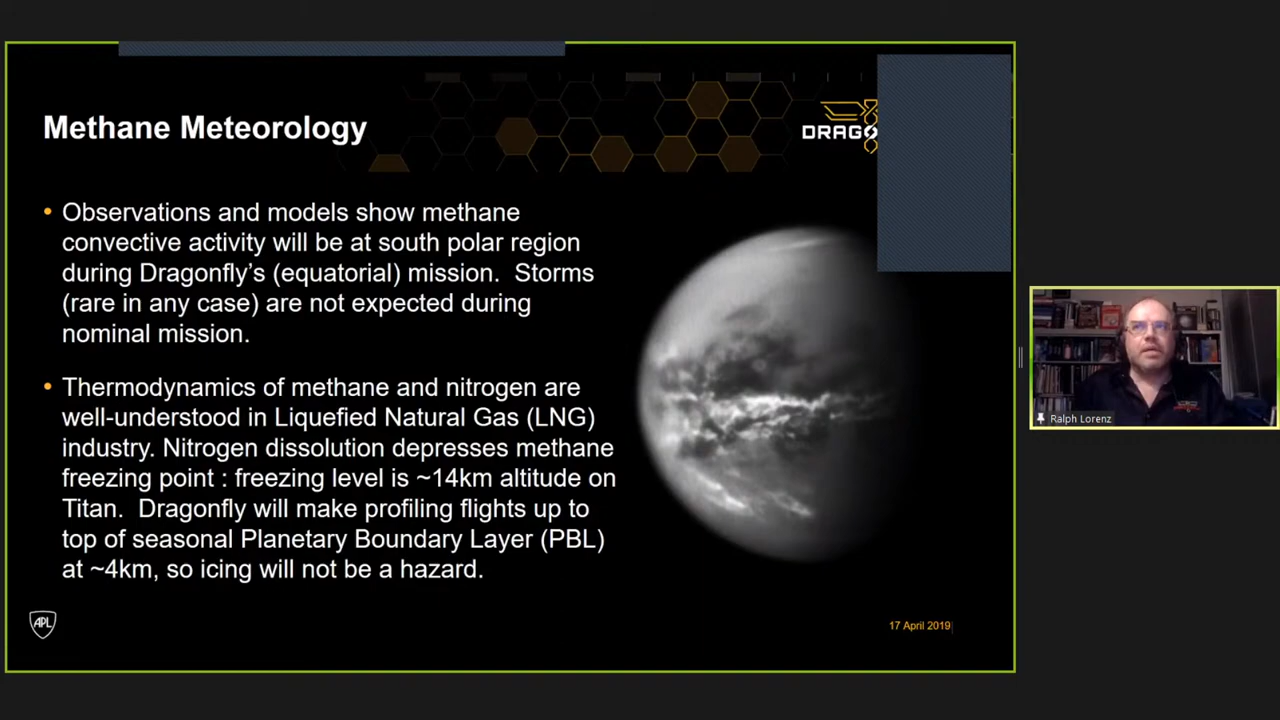 Methane Meteorology
DRAGO
• Observations and models show methane
convective activity will be at south polar region
during Dragonfly's (equatorial) mission.  Storms
(rare in any case) are not expected during
nominal mission.
• Thermodynamics of methane and nitrogen are
well-understood in Liquefied Natural Gas (LNG)
industry. Nitrogen dissolution depresses methane
freezing point : freezing level is ~14km altitude on
Titan.  Dragonfly will make profiling flights up to
top of seasonal Planetary Boundary Layer (PBL)
at ~4km, so icing will not be a hazard.
APL
17 April 2019
Ralph Lorenz